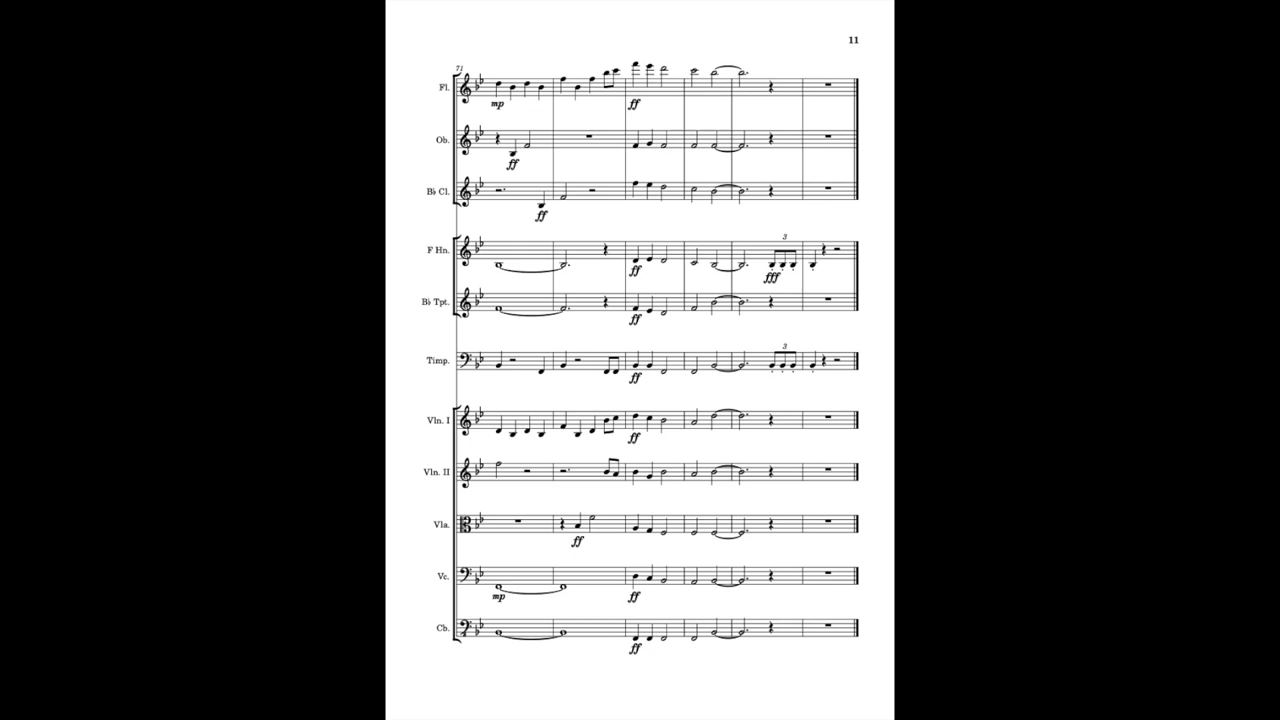 11
71
Fl.
mp
ff
Ob.
ff
B♭ Cl.
ff
3
F Hn.
ff
fff
B♭ Tpt.
ff
3
Timp.
ff
Vln. I
ff
Vln. II
Vla.
ff
Vc.
mp
ff
Cb.
ff